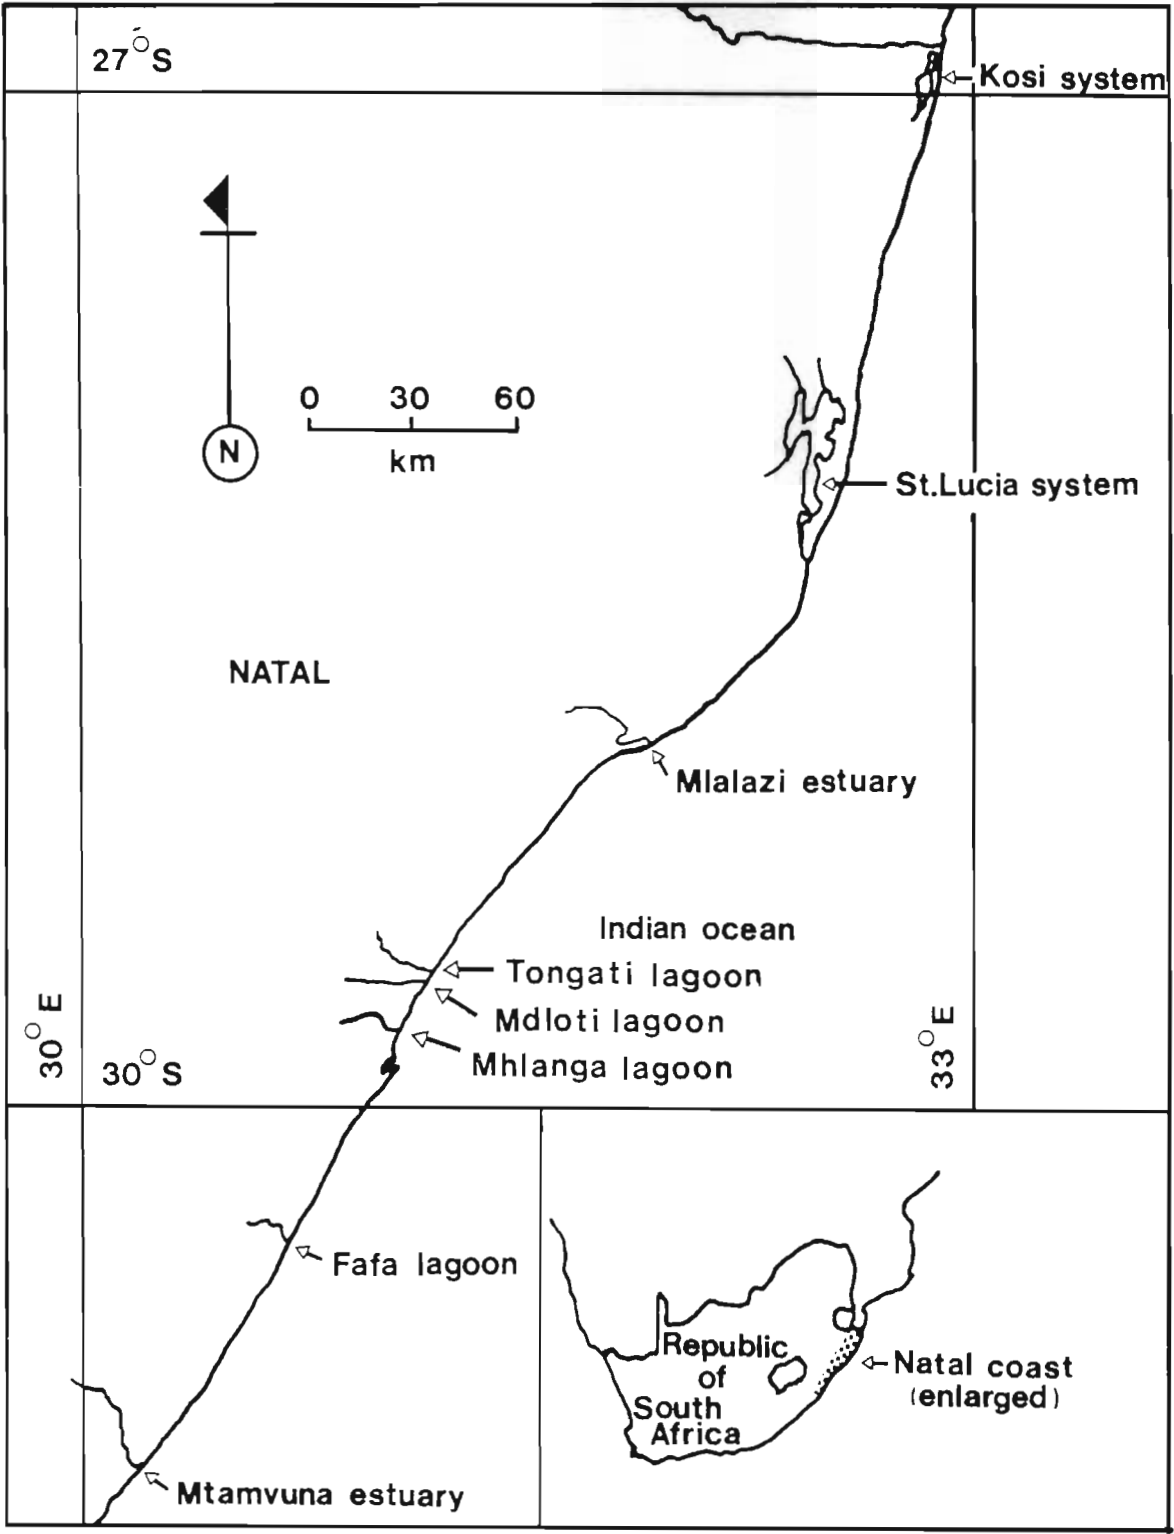 27°S
Kosi system
N
0 30 60
km
St.Lucia system
NATAL
Mlalazi estuary
Indian ocean
Tongati lagoon
Mdloti lagoon
Mhlanga lagoon
30°E
30°S
33°E
Fafa lagoon
Republic
of
South
Africa
Natal coast
(enlarged)
Mtamvuna estuary